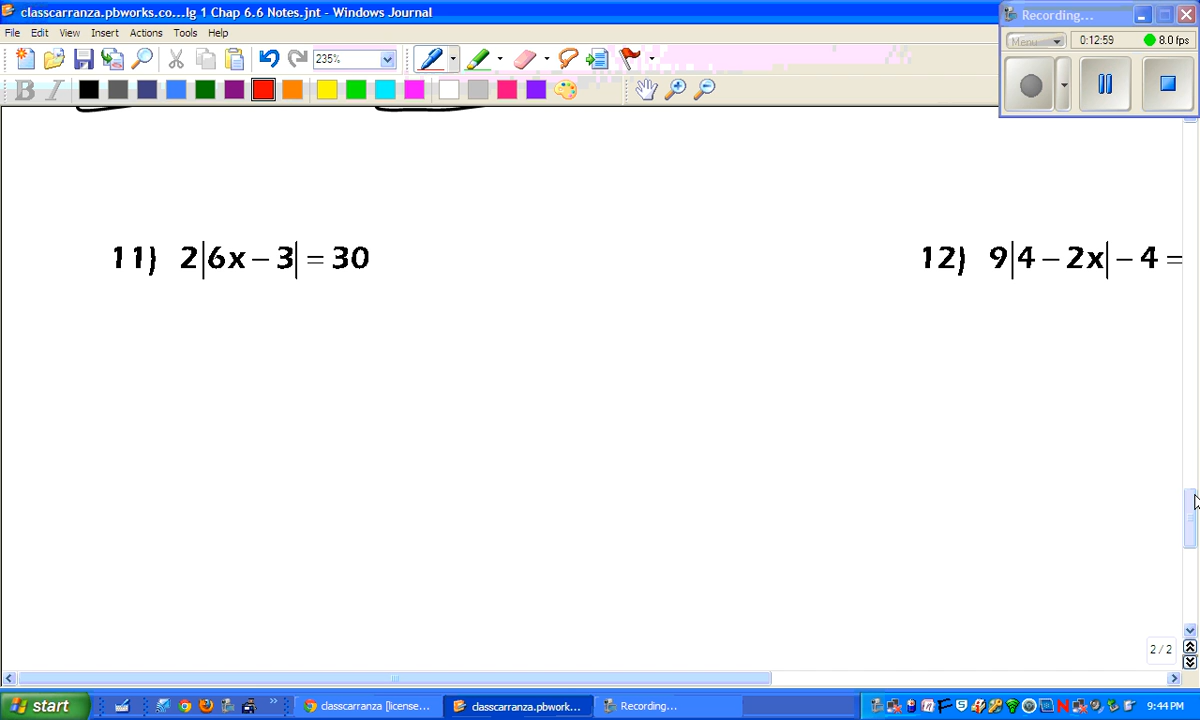 classcarranza.pbworks.co...lg 1 Chap 6.6 Notes.jnt - Windows Journal
Recording...
File Edit View Insert Actions Tools Help
Menu
0:12:59
8.0 fps
235%
B I
11) 2|6x – 3| = 30
12) 9|4 – 2x| – 4 =
2 / 2
start
classcarranza [license...
classcarranza.pbwork...
Recording...
9:44 PM